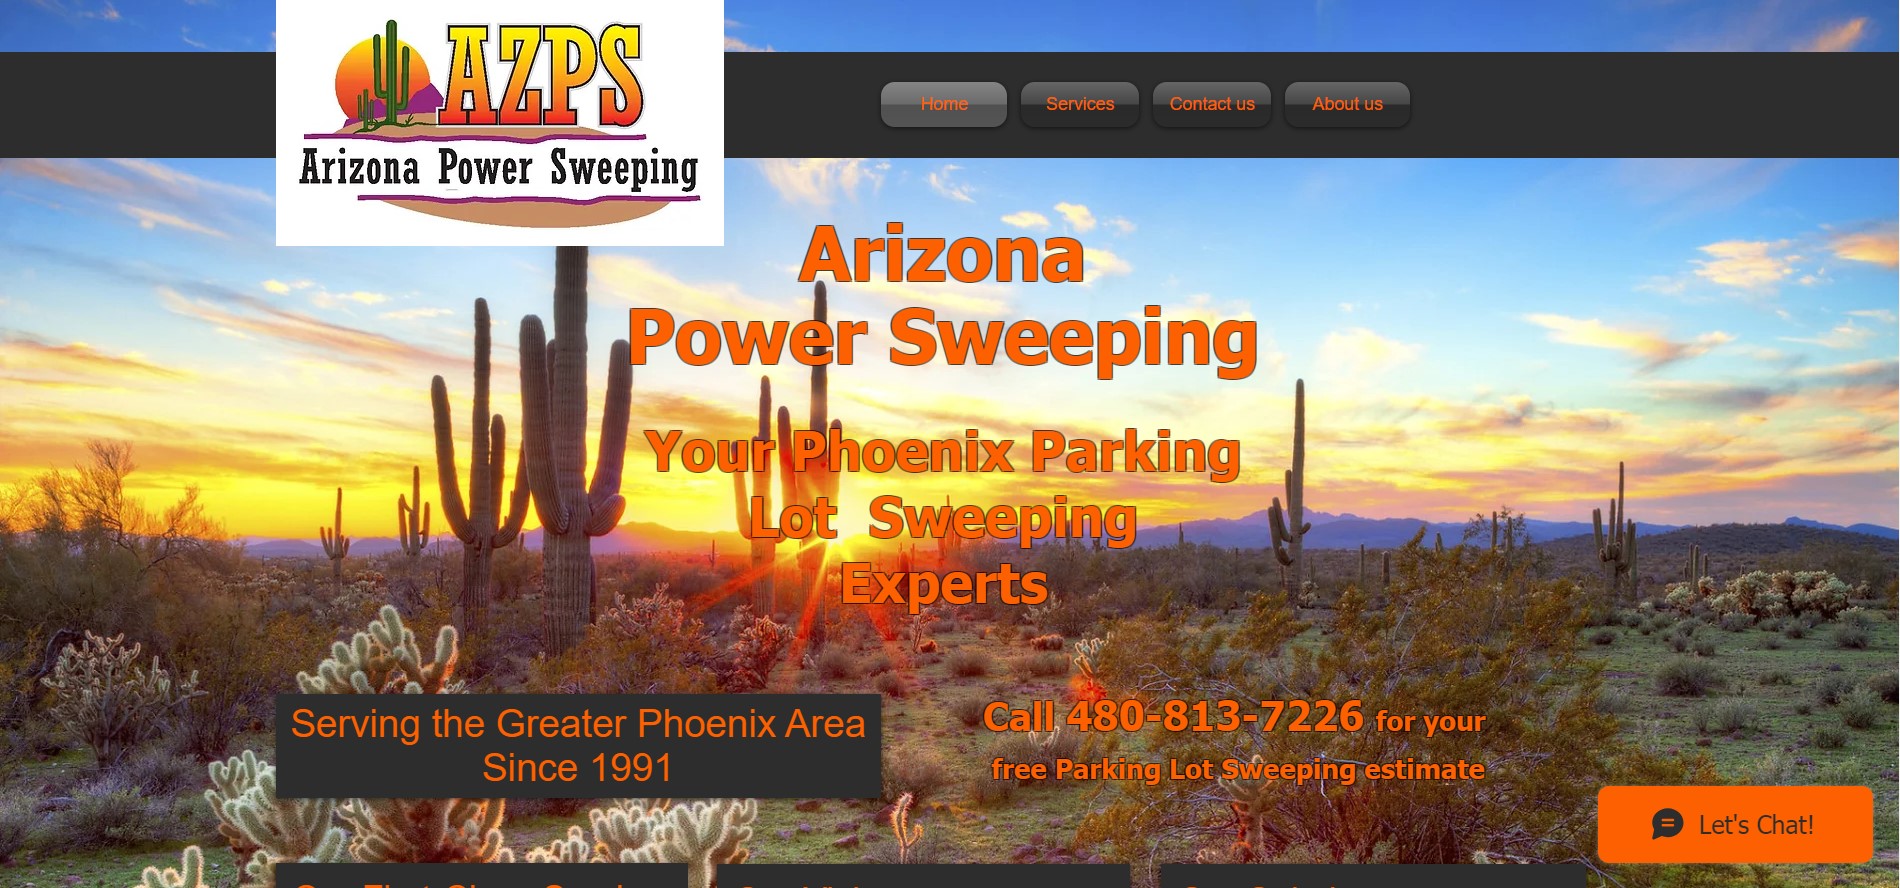 AZPS
Arizona Power Sweeping
Home
Services
Contact us
About us
Arizona
Power Sweeping
Your Phoenix Parking
Lot Sweeping
Experts
Serving the Greater Phoenix Area
Since 1991
Call 480-813-7226 for your
free Parking Lot Sweeping estimate
Let's Chat!